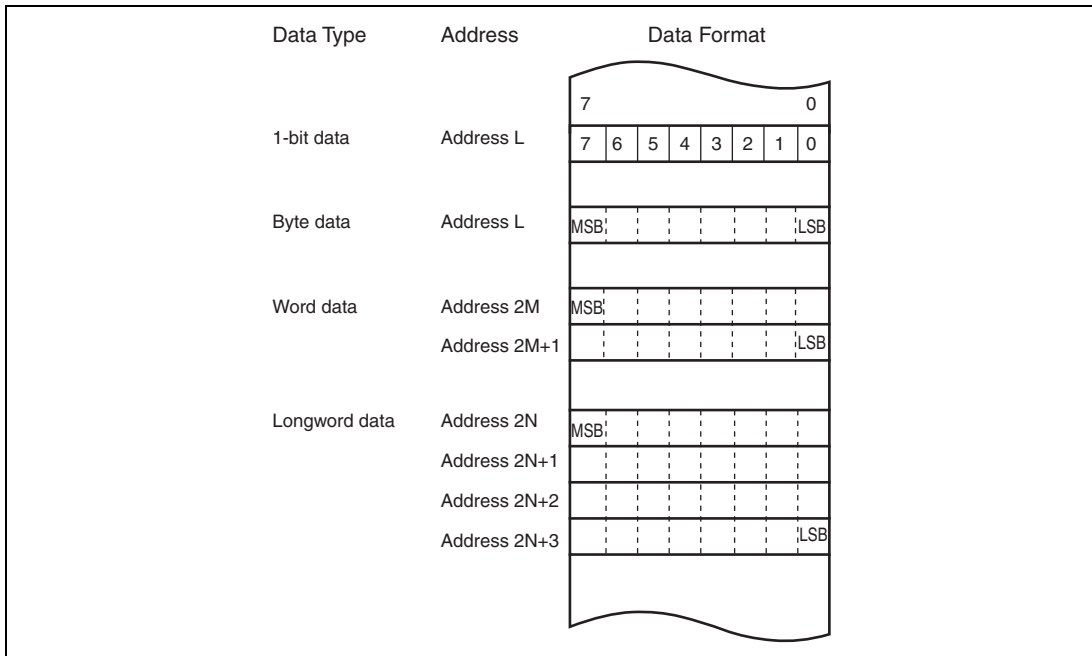 Data Type Address Data Format
7 0
1-bit data Address L 7 6 5 4 3 2 1 0
Byte data Address L MSB LSB
Word data Address 2M MSB
Address 2M+1 LSB
Longword data Address 2N MSB
Address 2N+1
Address 2N+2
Address 2N+3 LSB